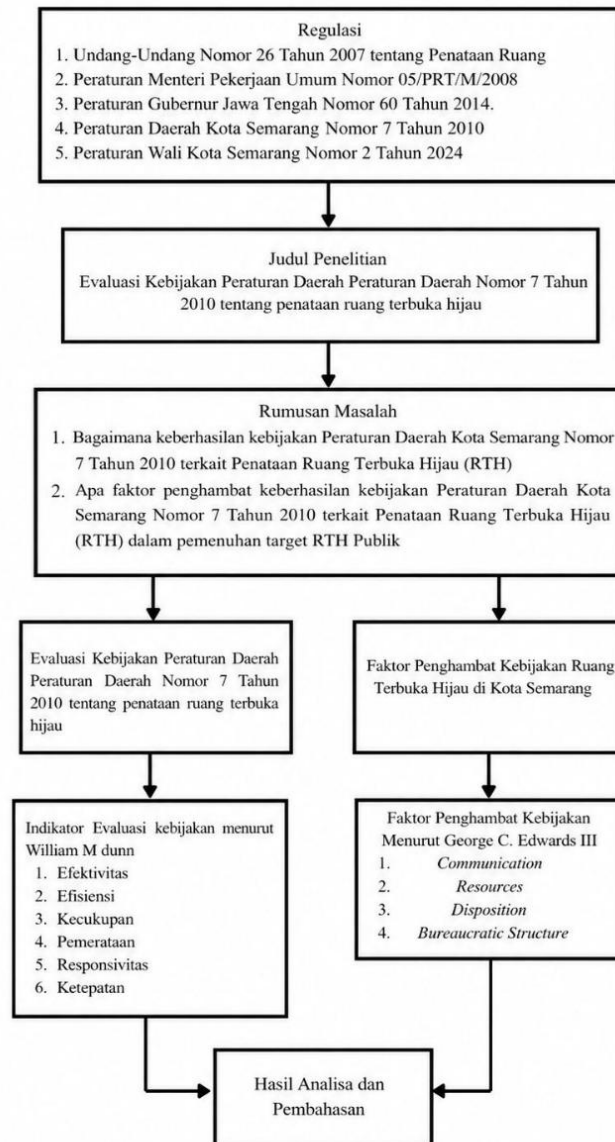 Regulasi
1. Undang-Undang Nomor 26 Tahun 2007 tentang Penataan Ruang
2. Peraturan Menteri Pekerjaan Umum Nomor 05/PRT/M/2008
3. Peraturan Gubernur Jawa Tengah Nomor 60 Tahun 2014.
4. Peraturan Daerah Kota Semarang Nomor 7 Tahun 2010
5. Peraturan Wali Kota Semarang Nomor 2 Tahun 2024
Judul Penelitian
Evaluasi Kebijakan Peraturan Daerah Peraturan Daerah Nomor 7 Tahun
2010 tentang penataan ruang terbuka hijau
Rumusan Masalah
1. Bagaimana keberhasilan kebijakan Peraturan Daerah Kota Semarang Nomor
7 Tahun 2010 terkait Penataan Ruang Terbuka Hijau (RTH)
2. Apa faktor penghambat keberhasilan kebijakan Peraturan Daerah Kota
Semarang Nomor 7 Tahun 2010 terkait Penataan Ruang Terbuka Hijau
(RTH) dalam pemenuhan target RTH Publik
Evaluasi Kebijakan Peraturan Daerah
Peraturan Daerah Nomor 7 Tahun
2010 tentang penataan ruang terbuka
hijau
Faktor Penghambat Kebijakan Ruang
Terbuka Hijau di Kota Semarang
Indikator Evaluasi kebijakan menurut
William M dunn
1. Efektivitas
2. Efisiensi
3. Kecukupan
4. Pemerataan
5. Responsivitas
6. Ketepatan
Faktor Penghambat Kebijakan
Menurut George C. Edwards III
1. Communication
2. Resources
3. Disposition
4. Bureaucratic Structure
Hasil Analisa dan
Pembahasan